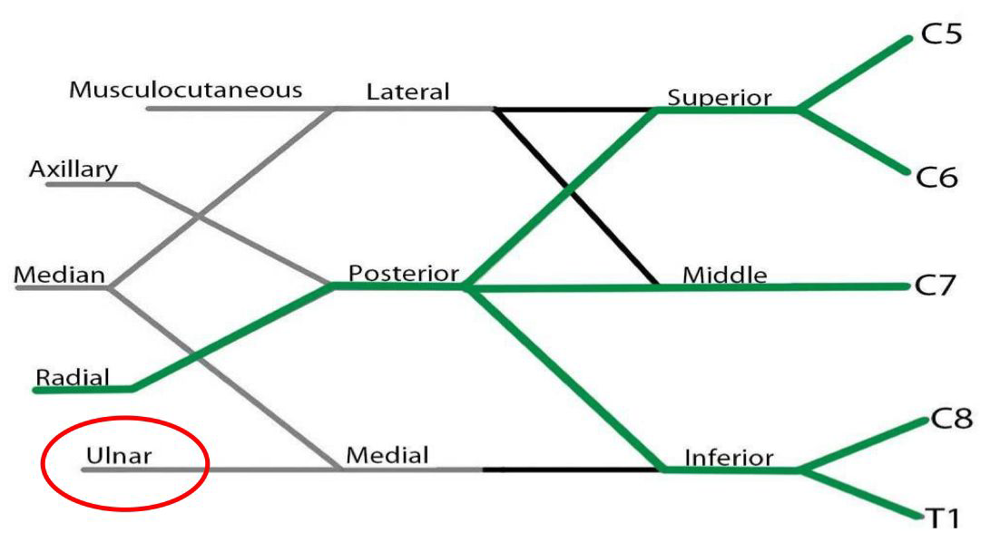 C5
Musculocutaneous
Lateral
Superior
Axillary
C6
Median
Posterior
Middle
C7
Radial
C8
Ulnar
Medial
Inferior
T1